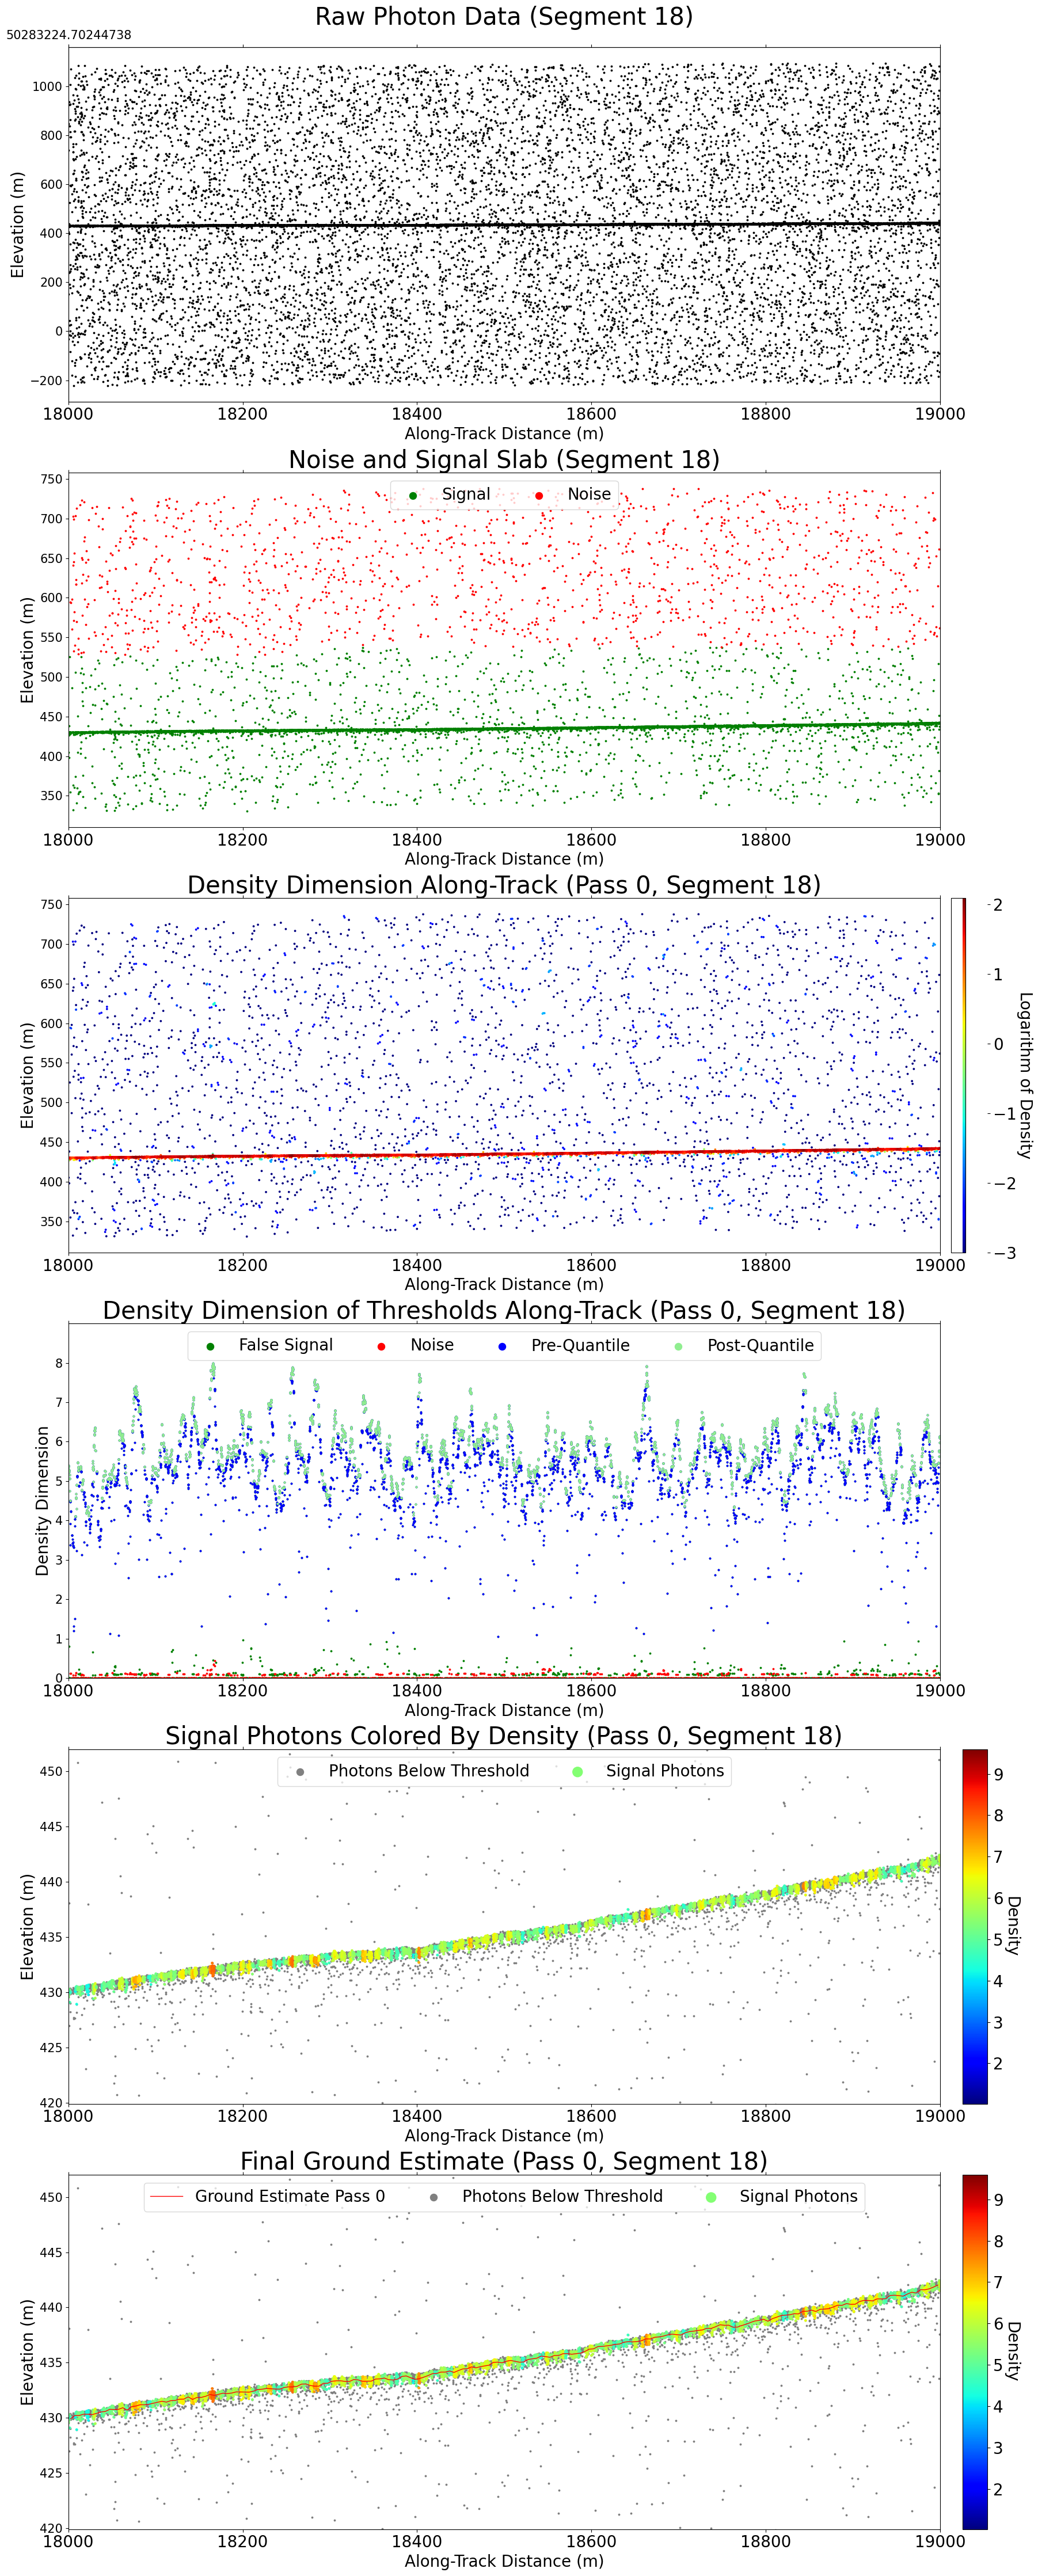 Raw Photon Data (Segment 18)
50283224.70244738
1000
800
600
400
200
0
−200
Elevation (m)
18000 18200 18400 18600 18800 19000
Along-Track Distance (m)
Noise and Signal Slab (Segment 18)
Signal Noise
750
700
650
600
550
500
450
400
350
Elevation (m)
18000 18200 18400 18600 18800 19000
Along-Track Distance (m)
Density Dimension Along-Track (Pass 0, Segment 18)
750
700
650
600
550
500
450
400
350
Elevation (m)
2
1
0
−1
−2
−3
Logarithm of Density
18000 18200 18400 18600 18800 19000
Along-Track Distance (m)
Density Dimension of Thresholds Along-Track (Pass 0, Segment 18)
False Signal Noise Pre-Quantile Post-Quantile
8
7
6
5
4
3
2
1
0
Density Dimension
18000 18200 18400 18600 18800 19000
Along-Track Distance (m)
Signal Photons Colored By Density (Pass 0, Segment 18)
Photons Below Threshold Signal Photons
450
445
440
435
430
425
420
Elevation (m)
9
8
7
6
5
4
3
2
Density
18000 18200 18400 18600 18800 19000
Along-Track Distance (m)
Final Ground Estimate (Pass 0, Segment 18)
Ground Estimate Pass 0 Photons Below Threshold Signal Photons
450
445
440
435
430
425
420
Elevation (m)
9
8
7
6
5
4
3
2
Density
18000 18200 18400 18600 18800 19000
Along-Track Distance (m)